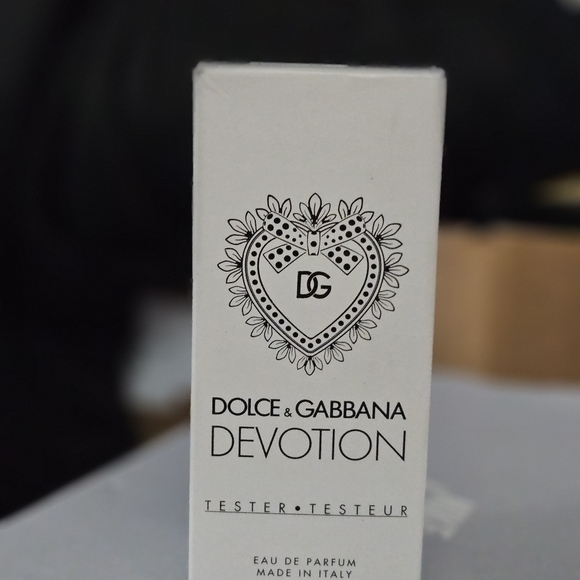 DG
DOLCE & GABBANA
DEVOTION
TESTER • TESTEUR
EAU DE PARFUM
MADE IN ITALY